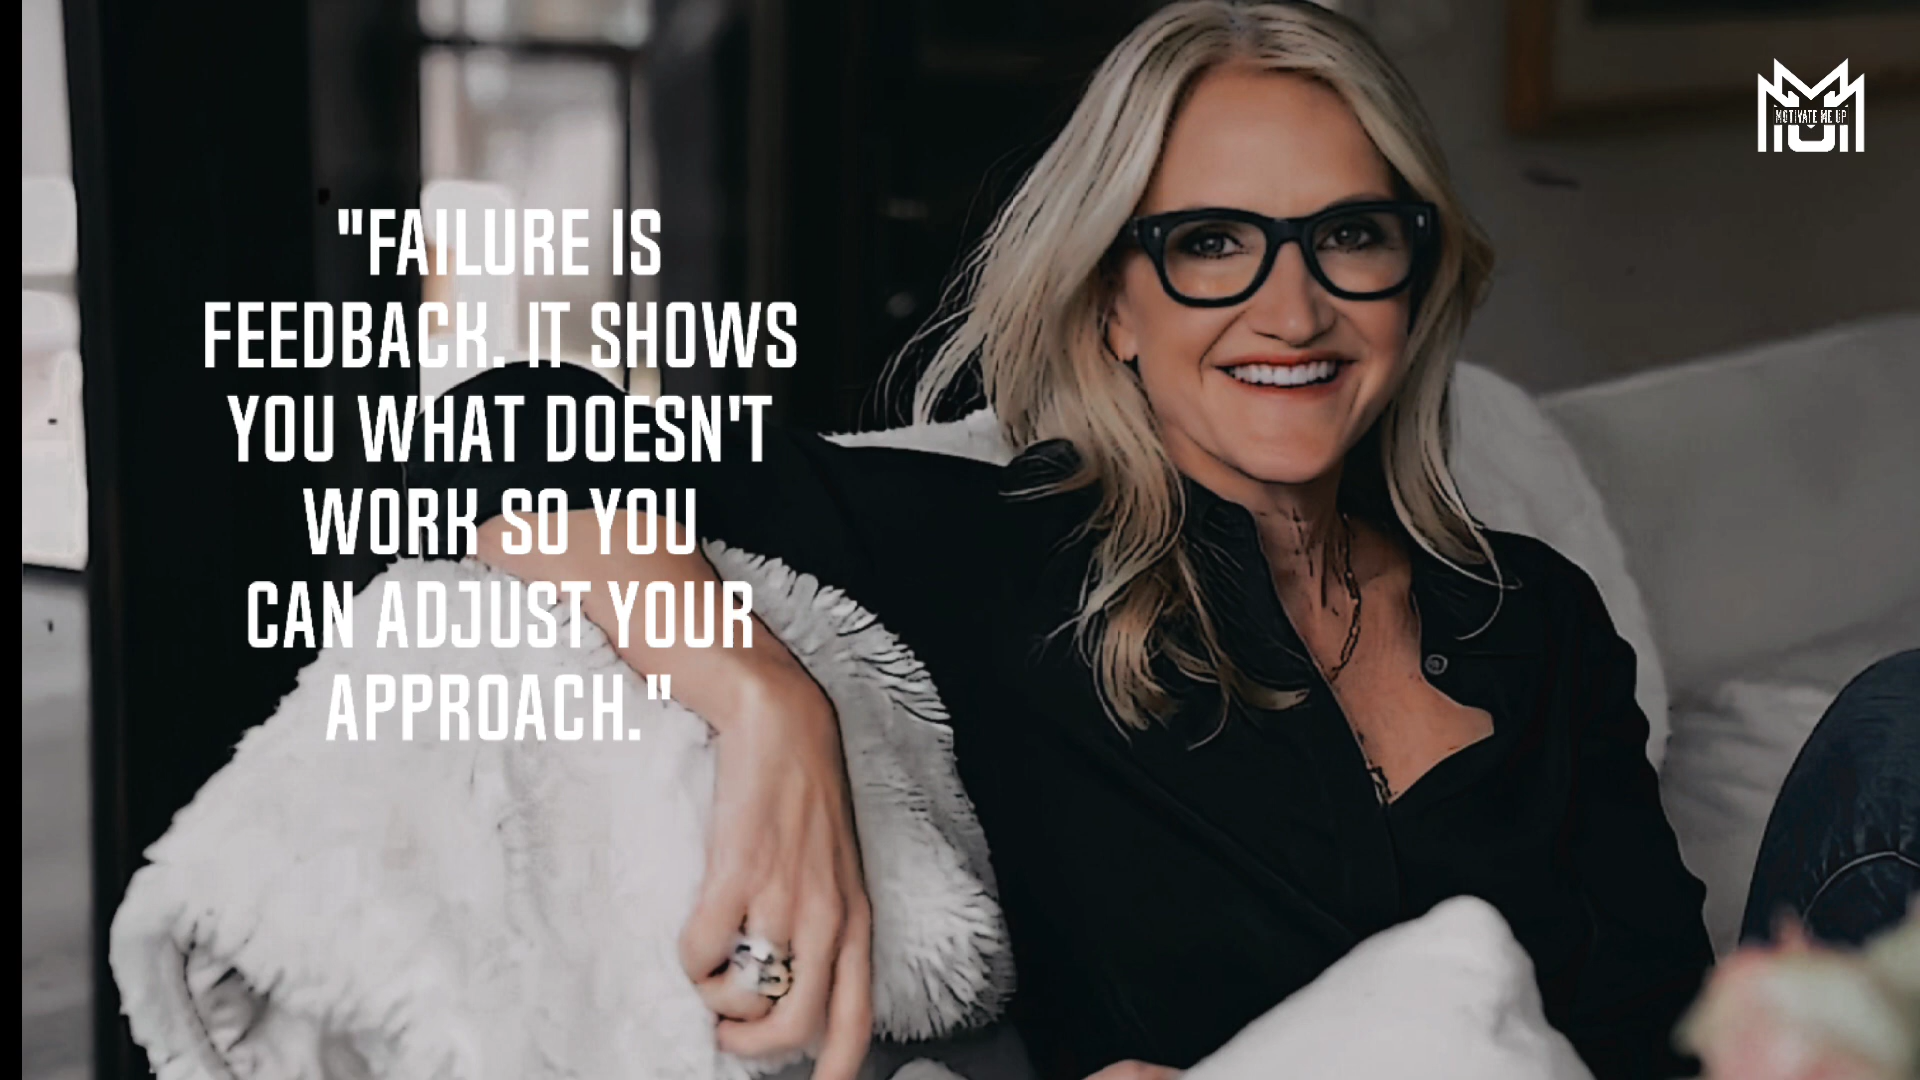 "FAILURE IS
FEEDBACK. IT SHOWS
YOU WHAT DOESN'T
WORK SO YOU
CAN ADJUST YOUR
APPROACH."
MOTIVATE ME UP